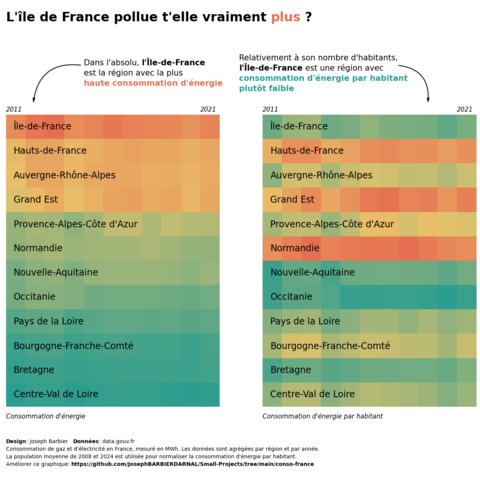 L'île de France pollue t'elle vraiment plus ?
Dans l'absolu, l'Île-de-France
est la région avec la plus
haute consommation d'énergie
Relativement à son nombre d'habitants,
l'Île-de-France est une région avec
consommation d'énergie par habitant
plutôt faible
2011
2021
Île-de-France
Hauts-de-France
Auvergne-Rhône-Alpes
Grand Est
Provence-Alpes-Côte d'Azur
Normandie
Nouvelle-Aquitaine
Occitanie
Pays de la Loire
Bourgogne-Franche-Comté
Bretagne
Centre-Val de Loire
Consommation d'énergie
2011
2021
Île-de-France
Hauts-de-France
Auvergne-Rhône-Alpes
Grand Est
Provence-Alpes-Côte d'Azur
Normandie
Nouvelle-Aquitaine
Occitanie
Pays de la Loire
Bourgogne-Franche-Comté
Bretagne
Centre-Val de Loire
Consommation d'énergie par habitant
Design: Joseph Barbier Données: data.gouv.fr
Consommation de gaz et d'électricité en France, mesuré en MWh. Les données sont agrégées par région et par année.
La population moyenne de 2008 et 2024 est utilisée pour normaliser la consommation d'énergie par habitant.
Améliorer ce graphique: https://github.com/JosephBARBIERDARNAL/Small-Projects/tree/main/conso-france